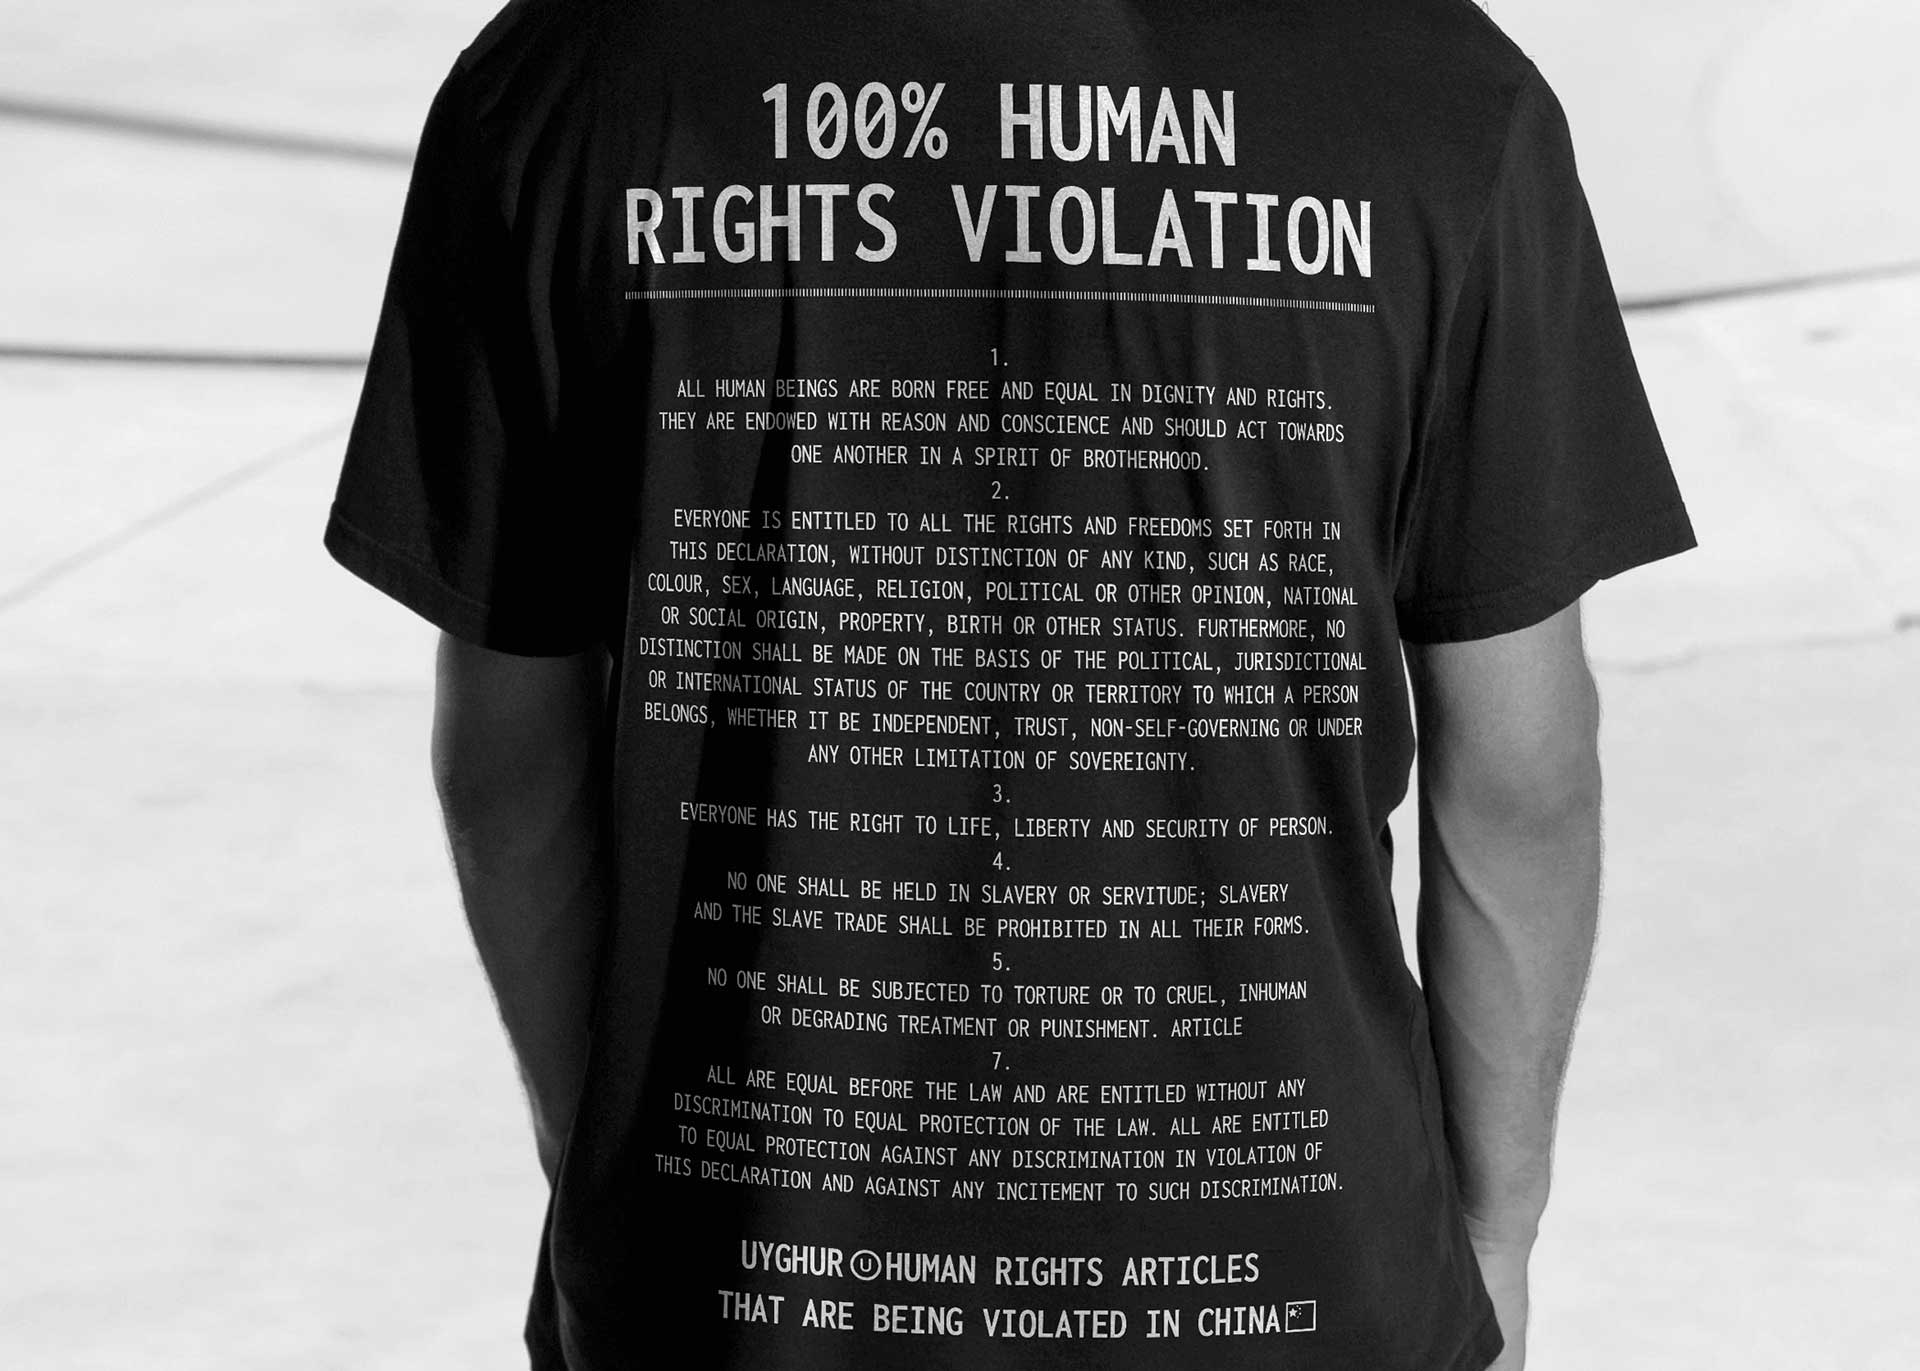 100% HUMAN
RIGHTS VIOLATION
1.
ALL HUMAN BEINGS ARE BORN FREE AND EQUAL IN DIGNITY AND RIGHTS.
THEY ARE ENDOWED WITH REASON AND CONSCIENCE AND SHOULD ACT TOWARDS
ONE ANOTHER IN A SPIRIT OF BROTHERHOOD.
2.
EVERYONE IS ENTITLED TO ALL THE RIGHTS AND FREEDOMS SET FORTH IN
THIS DECLARATION, WITHOUT DISTINCTION OF ANY KIND, SUCH AS RACE,
COLOUR, SEX, LANGUAGE, RELIGION, POLITICAL OR OTHER OPINION, NATIONAL
OR SOCIAL ORIGIN, PROPERTY, BIRTH OR OTHER STATUS. FURTHERMORE, NO
DISTINCTION SHALL BE MADE ON THE BASIS OF THE POLITICAL, JURISDICTIONAL
OR INTERNATIONAL STATUS OF THE COUNTRY OR TERRITORY TO WHICH A PERSON
BELONGS, WHETHER IT BE INDEPENDENT, TRUST, NON-SELF-GOVERNING OR UNDER
ANY OTHER LIMITATION OF SOVEREIGNTY.
3.
EVERYONE HAS THE RIGHT TO LIFE, LIBERTY AND SECURITY OF PERSON.
4.
NO ONE SHALL BE HELD IN SLAVERY OR SERVITUDE; SLAVERY
AND THE SLAVE TRADE SHALL BE PROHIBITED IN ALL THEIR FORMS.
5.
NO ONE SHALL BE SUBJECTED TO TORTURE OR TO CRUEL, INHUMAN
OR DEGRADING TREATMENT OR PUNISHMENT. ARTICLE
7.
ALL ARE EQUAL BEFORE THE LAW AND ARE ENTITLED WITHOUT ANY
DISCRIMINATION TO EQUAL PROTECTION OF THE LAW. ALL ARE ENTITLED
TO EQUAL PROTECTION AGAINST ANY DISCRIMINATION IN VIOLATION OF
THIS DECLARATION AND AGAINST ANY INCITEMENT TO SUCH DISCRIMINATION.
UYGHUR U HUMAN RIGHTS ARTICLES
THAT ARE BEING VIOLATED IN CHINA